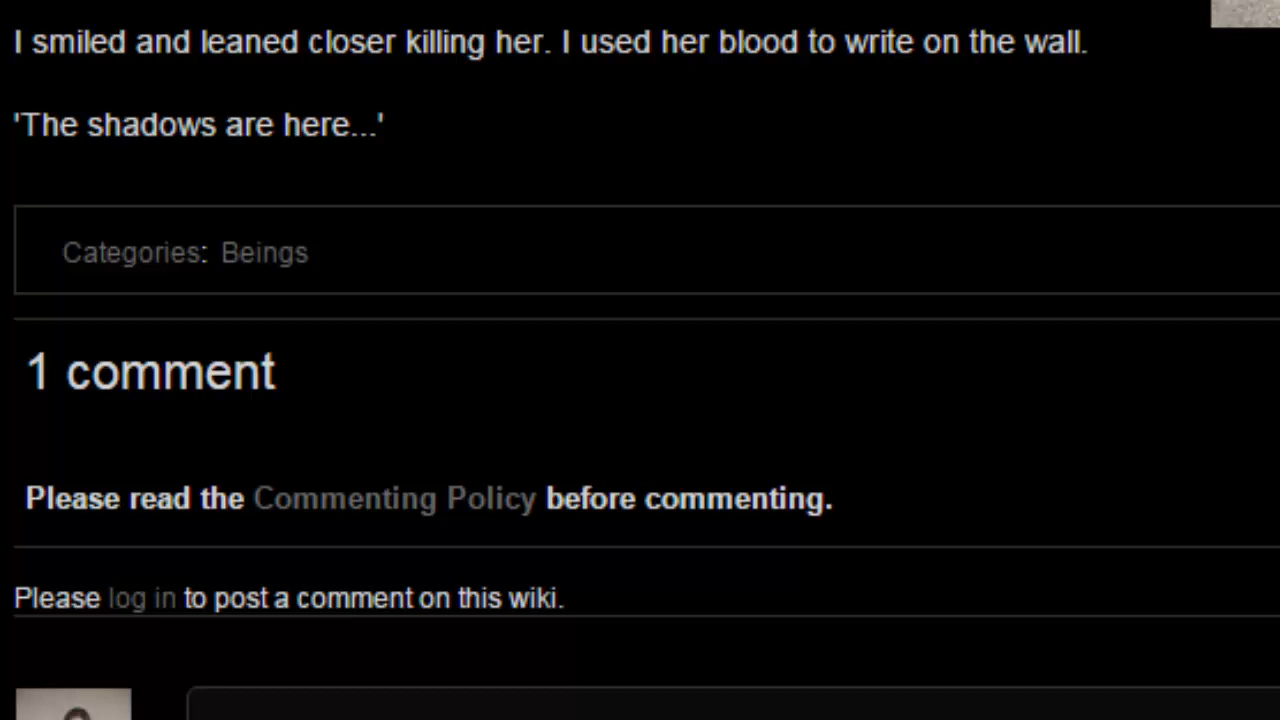 I smiled and leaned closer killing her. I used her blood to write on the wall.
'The shadows are here...'
Categories: Beings
1 comment
Please read the Commenting Policy before commenting.
Please log in to post a comment on this wiki.